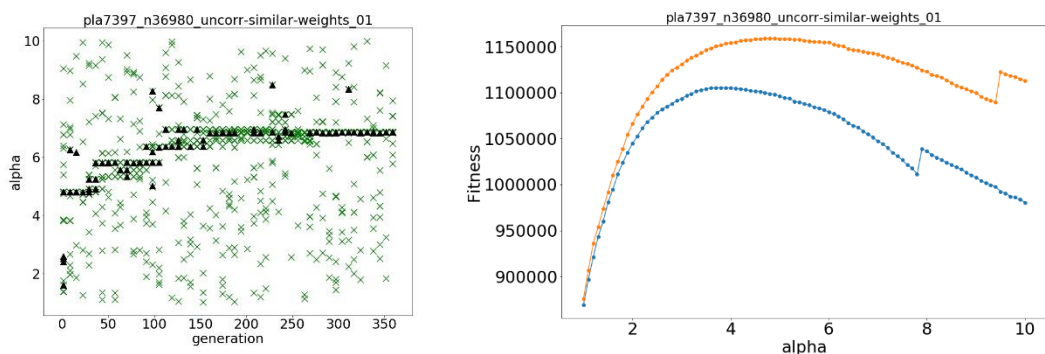 pla7397_n36980_uncorr-similar-weights_01
10
8
6
4
2
alpha
0 50 100 150 200 250 300 350
generation
pla7397_n36980_uncorr-similar-weights_01
1150000
1100000
1050000
1000000
950000
900000
Fitness
2 4 6 8 10
alpha